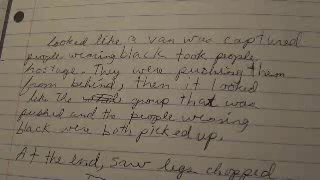 looked like a van was captured
people wearing black took people
hostage. They were pushing them
from behind, then it looked
like the group that was
pushed and the people wearing
black were both picked up.
At the end, saw legs chopped